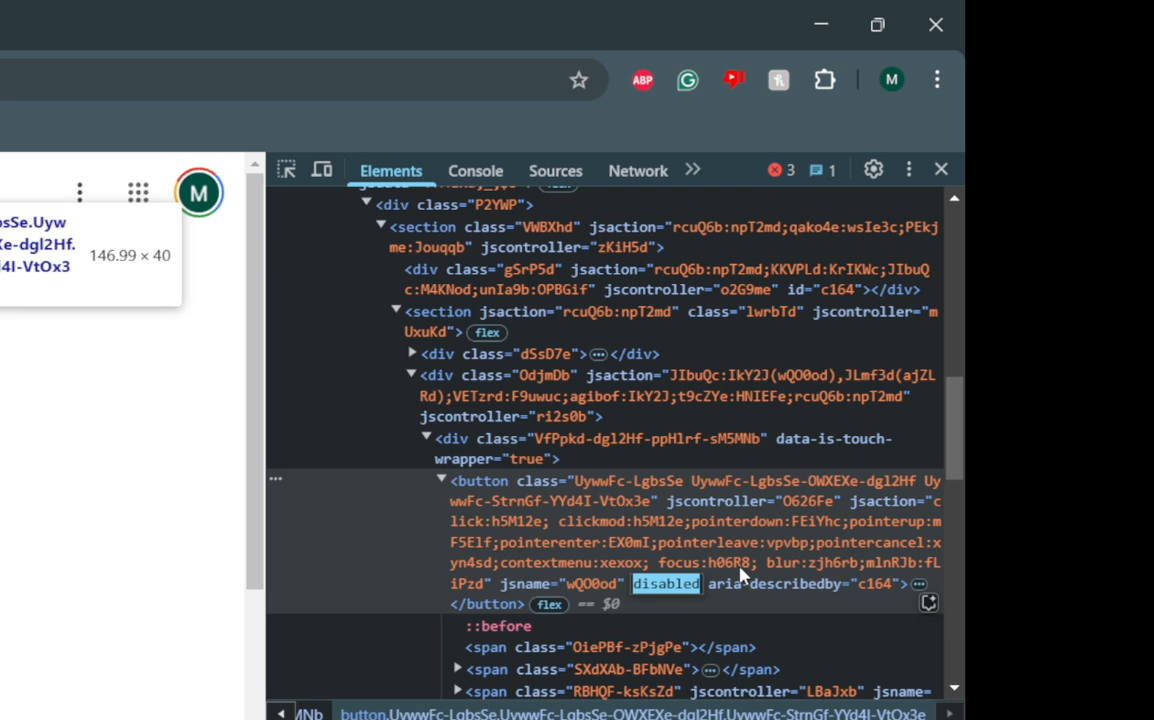 ABP
M
Elements Console Sources Network 3 1
M
<div class="P2YWP">
sSe.Uyw
Xe-dgl2Hf.
4I-VtOx3
146.99 × 40
<section class="VWBXhd" jsaction="rcuQ6b:npT2md;qako4e:wsIe3c;PEkj
me:Jouqqb" jscontroller="zKiH5d">
<div class="gSrP5d" jsaction="rcuQ6b:npT2md;KKVPLd:KrIKWc;JIbuQ
c:M4KNod;unIa9b:OPBGif" jscontroller="o2G9me" id="c164"></div>
<section jsaction="rcuQ6b:npT2md" class="lwrbTd" jscontroller="m
UxuKd"> flex
<div class="dSsD7e"> … </div>
<div class="OdjmDb" jsaction="JIbuQc:IkY2J(wQO0od),JLmf3d(ajZL
Rd);VETzrd:F9uwuc;agibof:IkY2J;t9cZYe:HNIEFe;rcuQ6b:npT2md"
jscontroller="ri2s0b">
<div class="VfPpkd-dgl2Hf-ppHlrf-sM5MNb" data-is-touch-
wrapper="true">
<button class="UywwFc-LgbsSe UywwFc-LgbsSe-OWXEXe-dgl2Hf Uy
wwFc-StrnGf-YYd4I-VtOx3e" jscontroller="O626Fe" jsaction="c
lick:h5M12e; clickmod:h5M12e;pointerdown:FEiYhc;pointerup:m
F5Elf;pointerenter:EX0mI;pointerleave:vpvbp;pointercancel:x
yn4sd;contextmenu:xexox; focus:h06R8; blur:zjh6rb;mlnRJb:fL
iPzd" jsname="wQO0od" disabled aria-describedby="c164"> …
</button> flex == $0
::before
<span class="OiePBf-zPjgPe"></span>
<span class="SXdXAb-BFbNVe"> … </span>
<span class="RBHQF-ksKsZd" jscontroller="LBaJxb" jsname=
MNb button.UywwFc-LgbsSe.UywwFc-LgbsSe-OWXEXe-dgl2Hf.UywwFc-StrnGf-YYd4I-VtOx3e